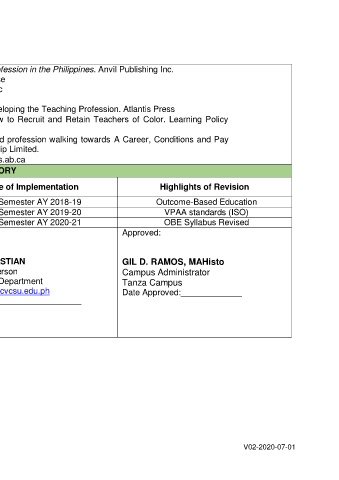 ofession in the Philippines. Anvil Publishing Inc.
e
c
eloping the Teaching Profession. Atlantis Press
w to Recruit and Retain Teachers of Color. Learning Policy
d profession walking towards A Career, Conditions and Pay
ip Limited.
s.ab.ca
ORY
e of Implementation Highlights of Revision
Semester AY 2018-19 Outcome-Based Education
Semester AY 2019-20 VPAA standards (ISO)
Semester AY 2020-21 OBE Syllabus Revised
Approved:
STIAN GIL D. RAMOS, MAHisto
erson Campus Administrator
Department Tanza Campus
cvcsu.edu.ph Date Approved:_____________
V02-2020-07-01